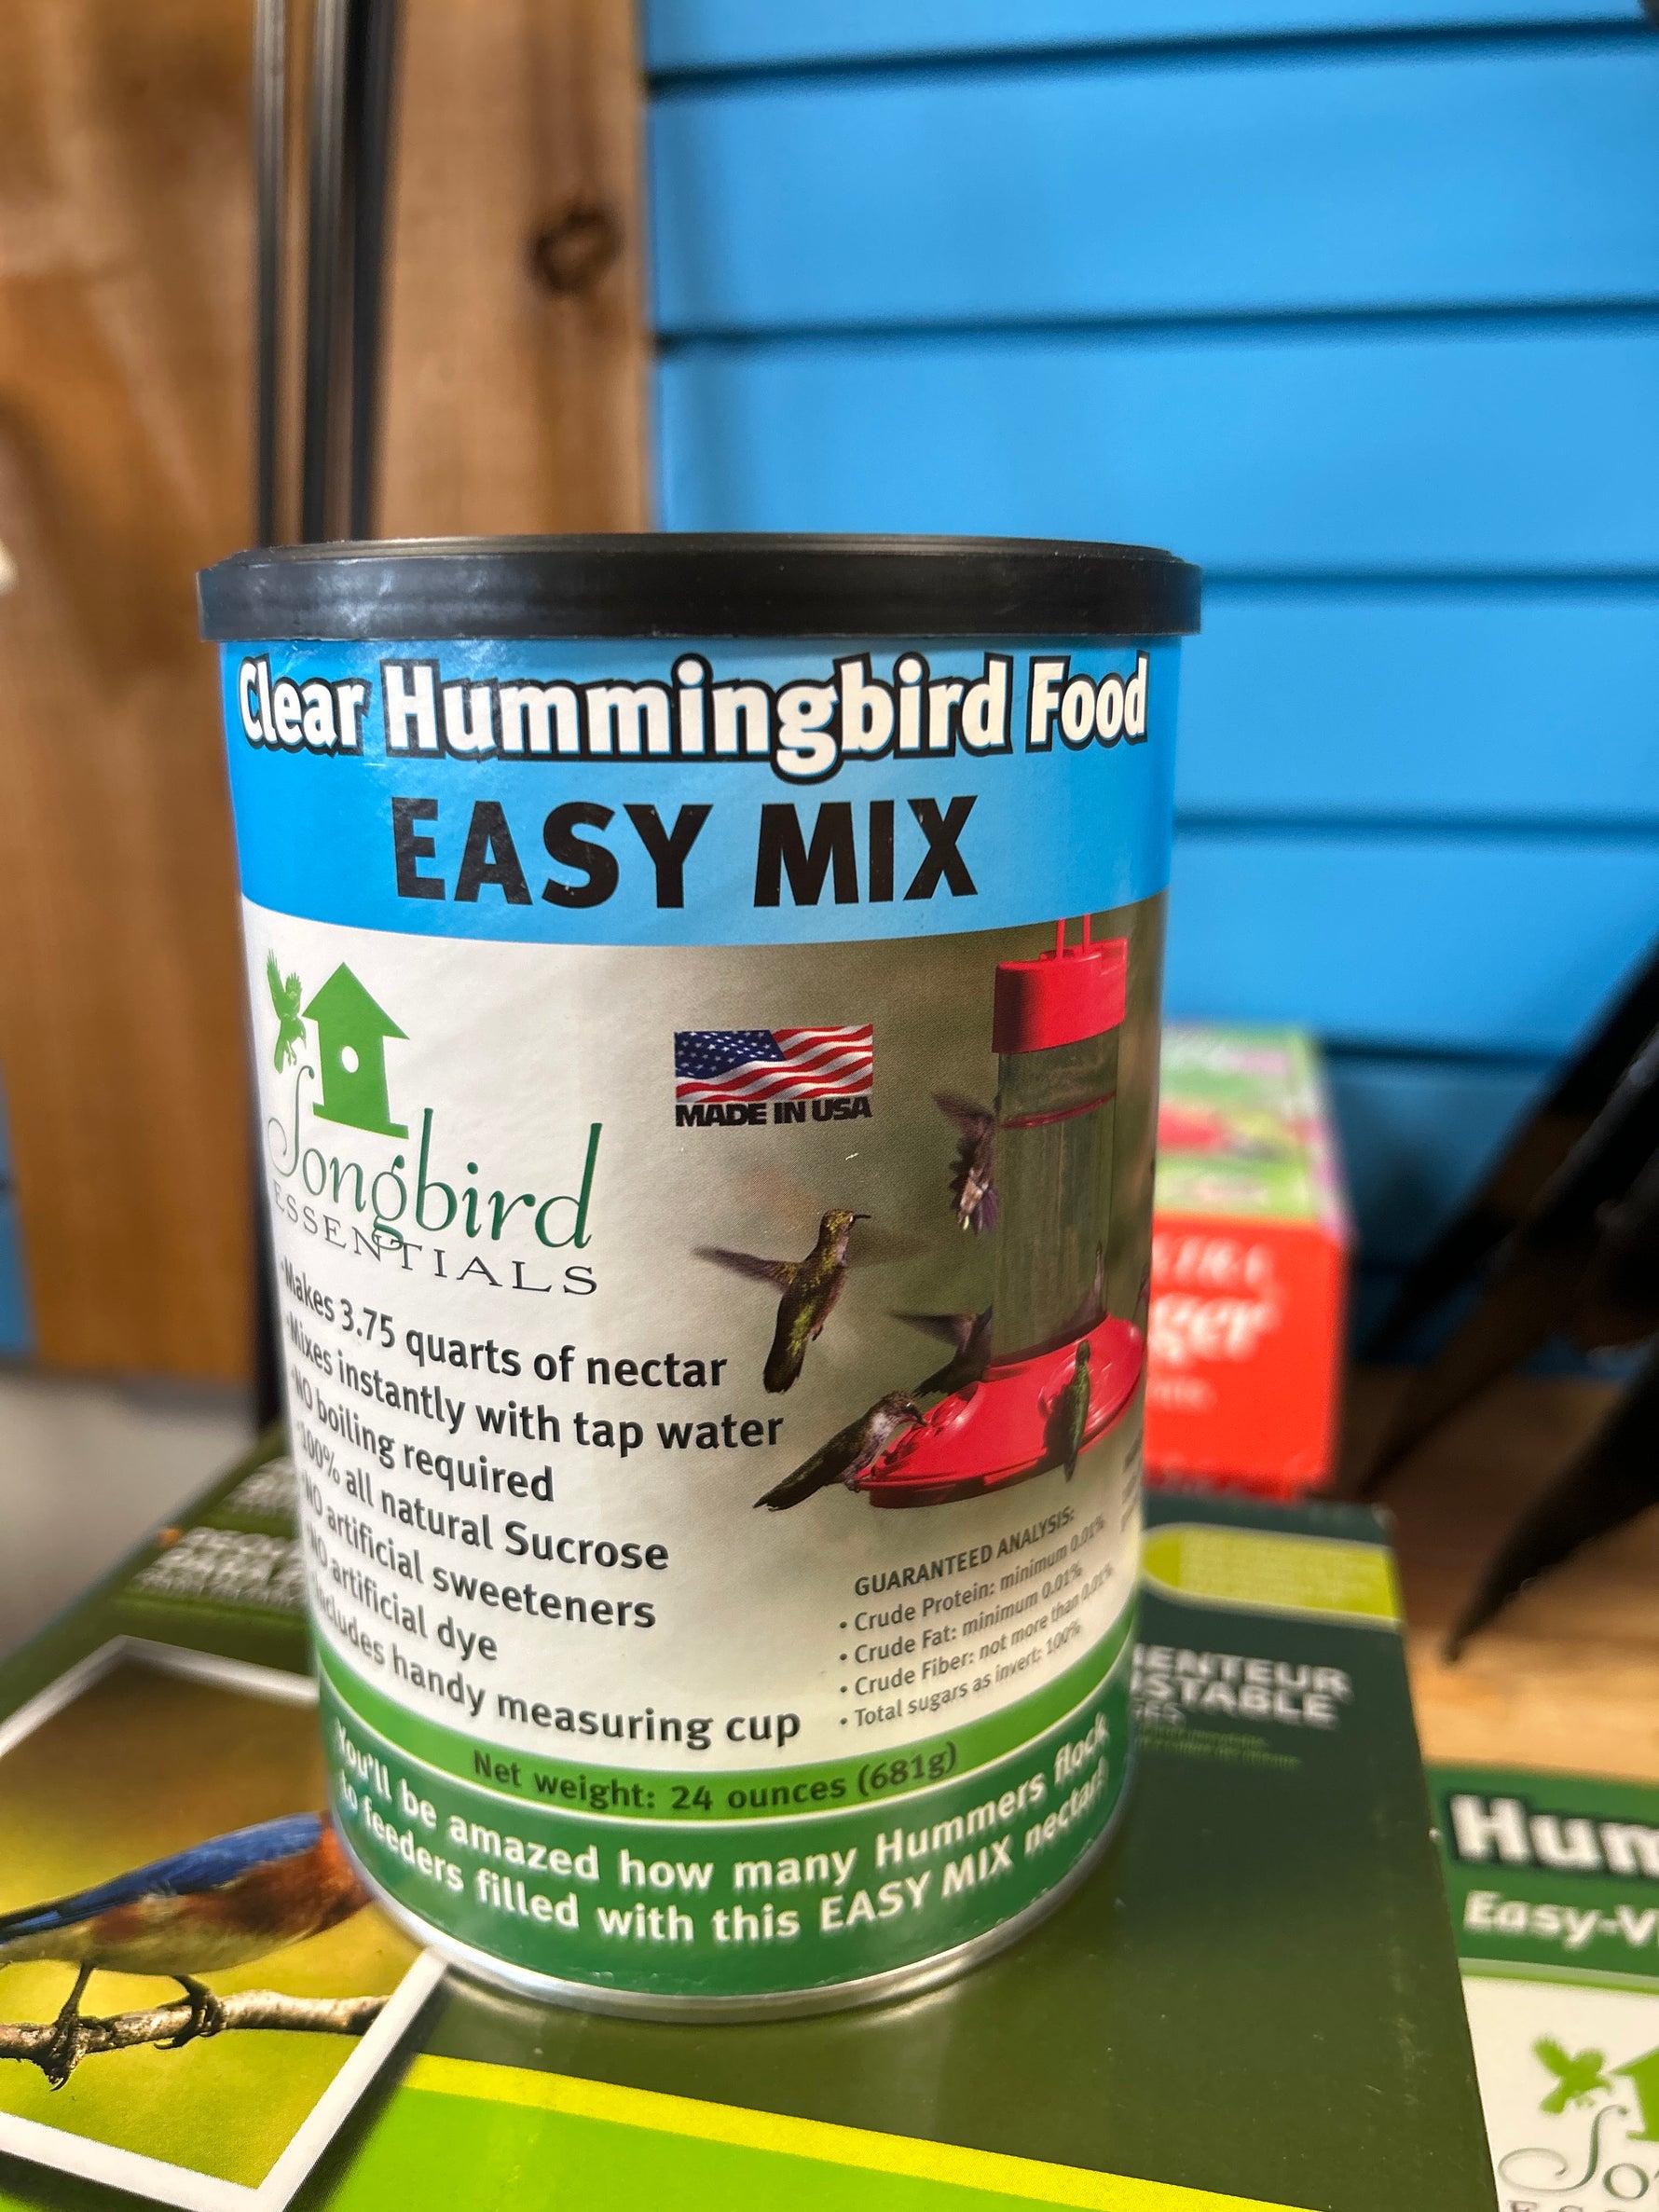 Clear Hummingbird Food
EASY MIX
MADE IN USA
Songbird
ESSENTIALS
•Makes 3.75 quarts of nectar
•Mixes instantly with tap water
•NO boiling required
•100% all natural Sucrose
•NO artificial sweeteners
•NO artificial dye
includes handy measuring cup
GUARANTEED ANALYSIS:
• Crude Protein: minimum 0.01%
• Crude Fat: minimum 0.01%
• Crude Fiber: not more than 0.01%
• Total sugars as invert: 100%
Net weight: 24 ounces (681g)
You'll be amazed how many Hummers flock
to feeders filled with this EASY MIX nectar!